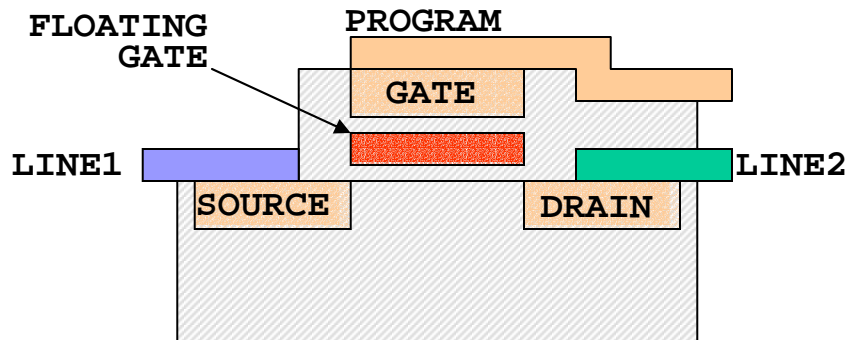 FLOATING
GATE
PROGRAM
GATE
LINE1
LINE2
SOURCE
DRAIN